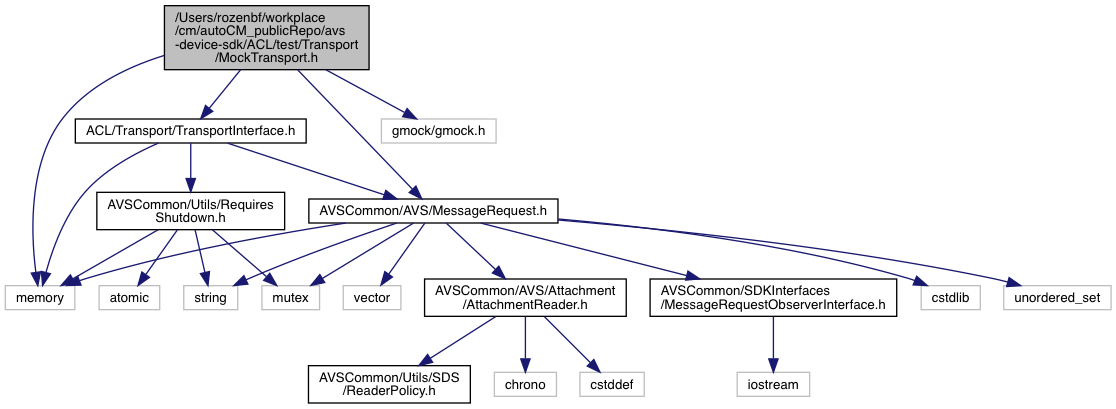 /Users/rozenbf/workplace
/cm/autoCM_publicRepo/avs
-device-sdk/ACL/test/Transport
/MockTransport.h
ACL/Transport/TransportInterface.h
gmock/gmock.h
AVSCommon/Utils/Requires
Shutdown.h
AVSCommon/AVS/MessageRequest.h
memory
atomic
string
mutex
vector
AVSCommon/AVS/Attachment
/AttachmentReader.h
AVSCommon/SDKInterfaces
/MessageRequestObserverInterface.h
cstdlib
unordered_set
AVSCommon/Utils/SDS
/ReaderPolicy.h
chrono
cstddef
iostream